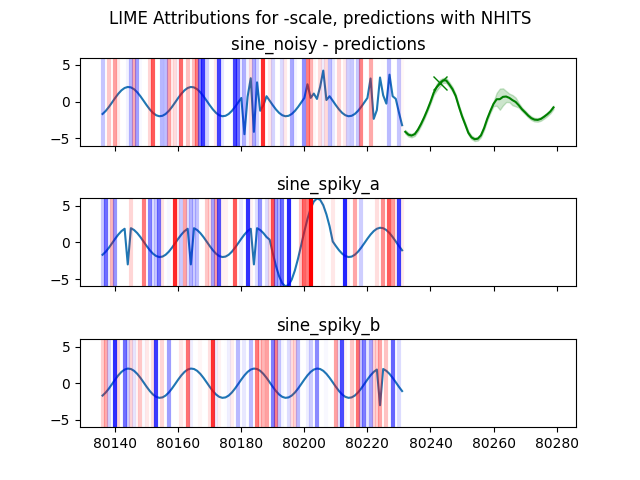 LIME Attributions for -scale, predictions with NHITS
sine_noisy - predictions
5
0
−5
sine_spiky_a
5
0
−5
sine_spiky_b
5
0
−5
80140 80160 80180 80200 80220 80240 80260 80280